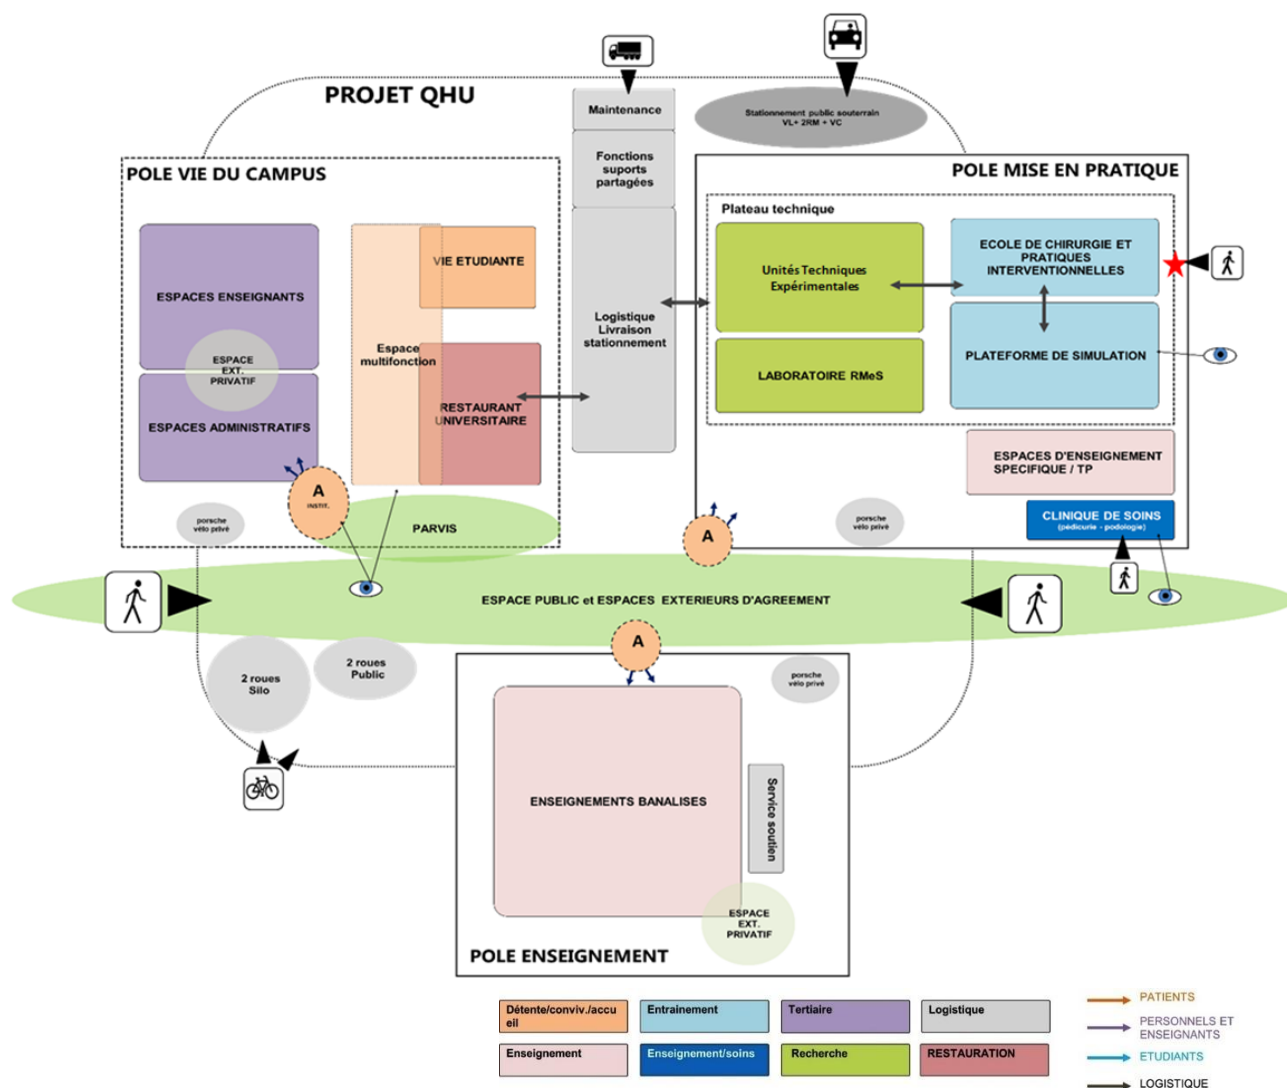 PROJET QHU
Maintenance
Fonctions
suports
partagées
Logistique
Livraison
stationnement
Stationnement public souterrain
VL+ 2RM + VC
POLE VIE DU CAMPUS
ESPACES ENSEIGNANTS
ESPACE
EXT.
PRIVATIF
ESPACES ADMINISTRATIFS
VIE ETUDIANTE
Espace
multifonction
RESTAURANT
UNIVERSITAIRE
A
INSTIT.
porsche
vélo privé
PARVIS
POLE MISE EN PRATIQUE
Plateau technique
Unités Techniques
Expérimentales
ECOLE DE CHIRURGIE ET
PRATIQUES
INTERVENTIONNELLES
LABORATOIRE RMeS
PLATEFORME DE SIMULATION
ESPACES D'ENSEIGNEMENT
SPECIFIQUE / TP
CLINIQUE DE SOINS
(pédicurie - podologie)
porsche
vélo privé
A
ESPACE PUBLIC et ESPACES EXTERIEURS D'AGREEMENT
2 roues
Silo
2 roues
Public
A
porsche
vélo privé
ENSEIGNEMENTS BANALISES
Service soutien
ESPACE
EXT.
PRIVATIF
POLE ENSEIGNEMENT
Détente/conviv./accu
eil
Entrainement
Tertiaire
Logistique
Enseignement
Enseignement/soins
Recherche
RESTAURATION
PATIENTS
PERSONNELS ET
ENSEIGNANTS
ETUDIANTS
LOGISTIQUE